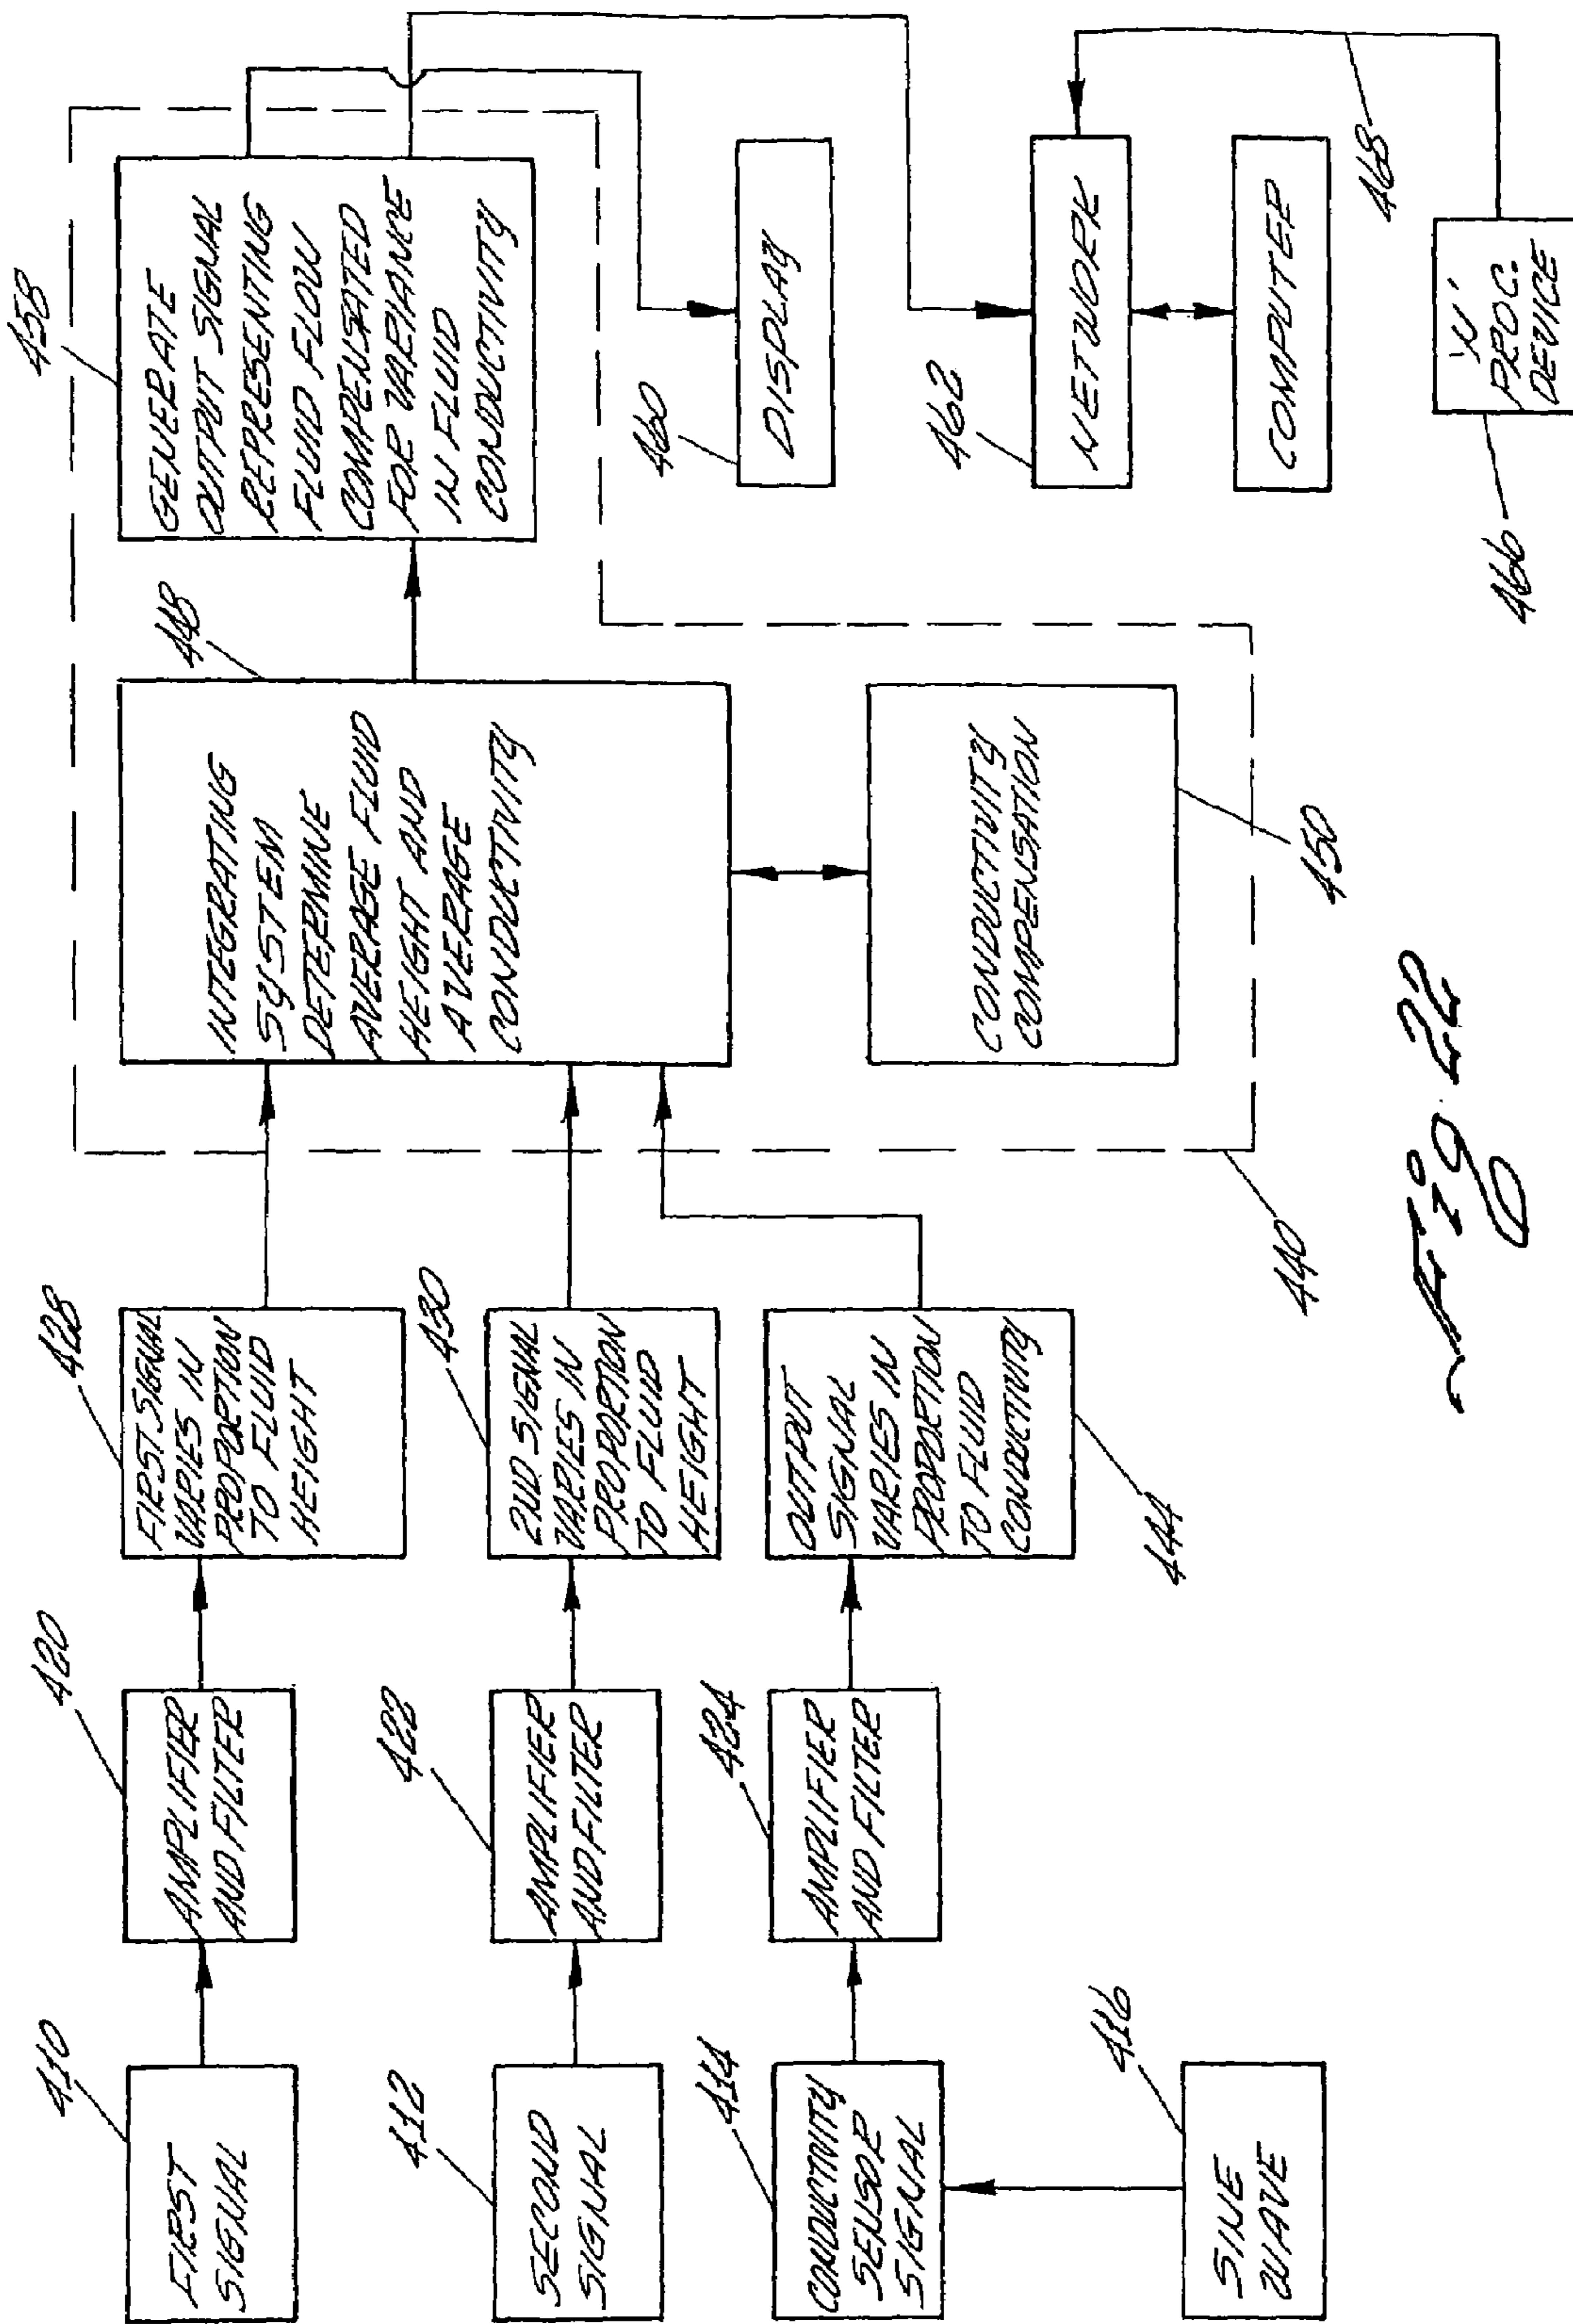 410
FIRST
SIGNAL
420
AMPLIFIER
AND FILTER
428
FIRST SIGNAL
VARIES IN
PROPORTION
TO FLUID
HEIGHT
412
SECOND
SIGNAL
422
AMPLIFIER
AND FILTER
430
2ND SIGNAL
VARIES IN
PROPORTION
TO FLUID
HEIGHT
414
CONDUCTIVITY
SENSOR
SIGNAL
424
AMPLIFIER
AND FILTER
OUTPUT
SIGNAL
VARIES IN
PROPORTION
TO FLUID
CONDUCTIVITY
444
416
SINE
WAVE
448
INTEGRATING
SYSTEM
DETERMINE
AVERAGE FLUID
HEIGHT AND
AVERAGE
CONDUCTIVITY
CONDUCTIVITY
COMPENSATION
450
440
458
GENERATE
OUTPUT SIGNAL
REPRESENTING
FLUID FLOW
COMPENSATED
FOR VARIANCE
IN FLUID
CONDUCTIVITY
460
DISPLAY
462
NETWORK
COMPUTER
468
466
'N'
PROC.
DEVICE
Fig 22